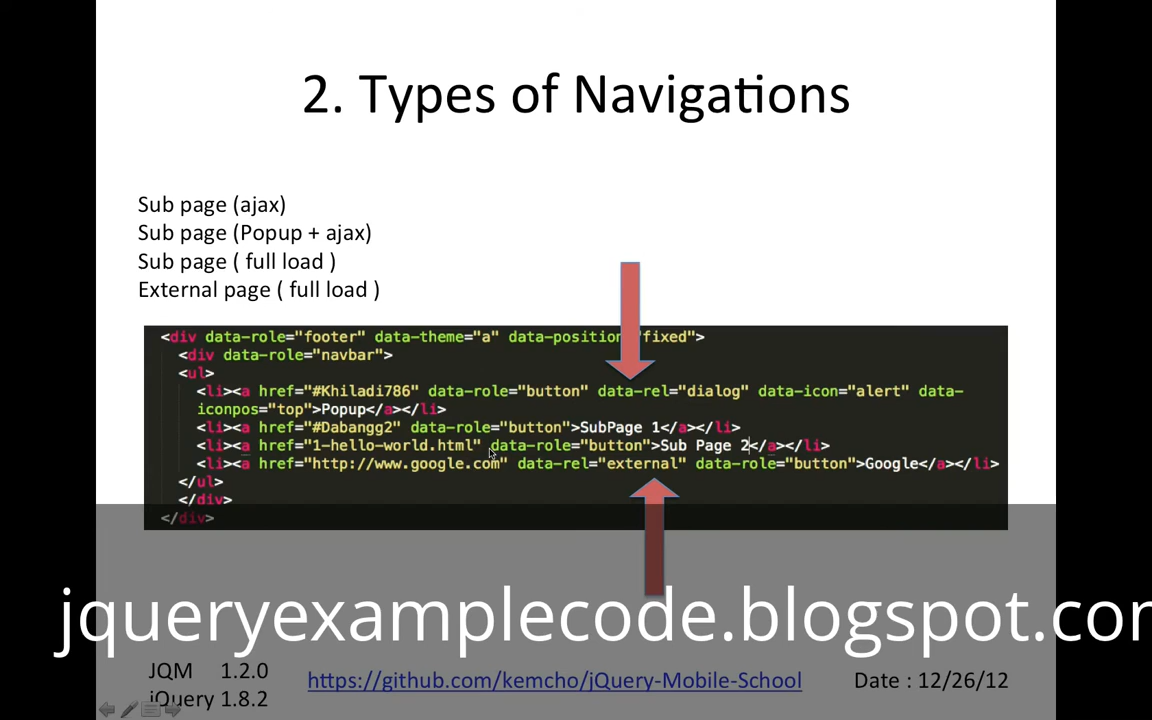 2. Types of Navigations
Sub page (ajax)
Sub page (Popup + ajax)
Sub page ( full load )
External page ( full load )
<div data-role="footer" data-theme="a" data-position="fixed">
<div data-role="navbar">
<ul>
<li><a href="#Khiladi786" data-role="button" data-rel="dialog" data-icon="alert" data-
iconpos="top">Popup</a></li>
<li><a href="#Dabangg2" data-role="button">SubPage 1</a></li>
<li><a href="1-hello-world.html" data-role="button">Sub Page 2</a></li>
<li><a href="http://www.google.com" data-rel="external" data-role="button">Google</a></li>
</ul>
</div>
</div>
jqueryexamplecode.blogspot.com
JQM 1.2.0
jQuery 1.8.2
https://github.com/kemcho/jQuery-Mobile-School
Date : 12/26/12